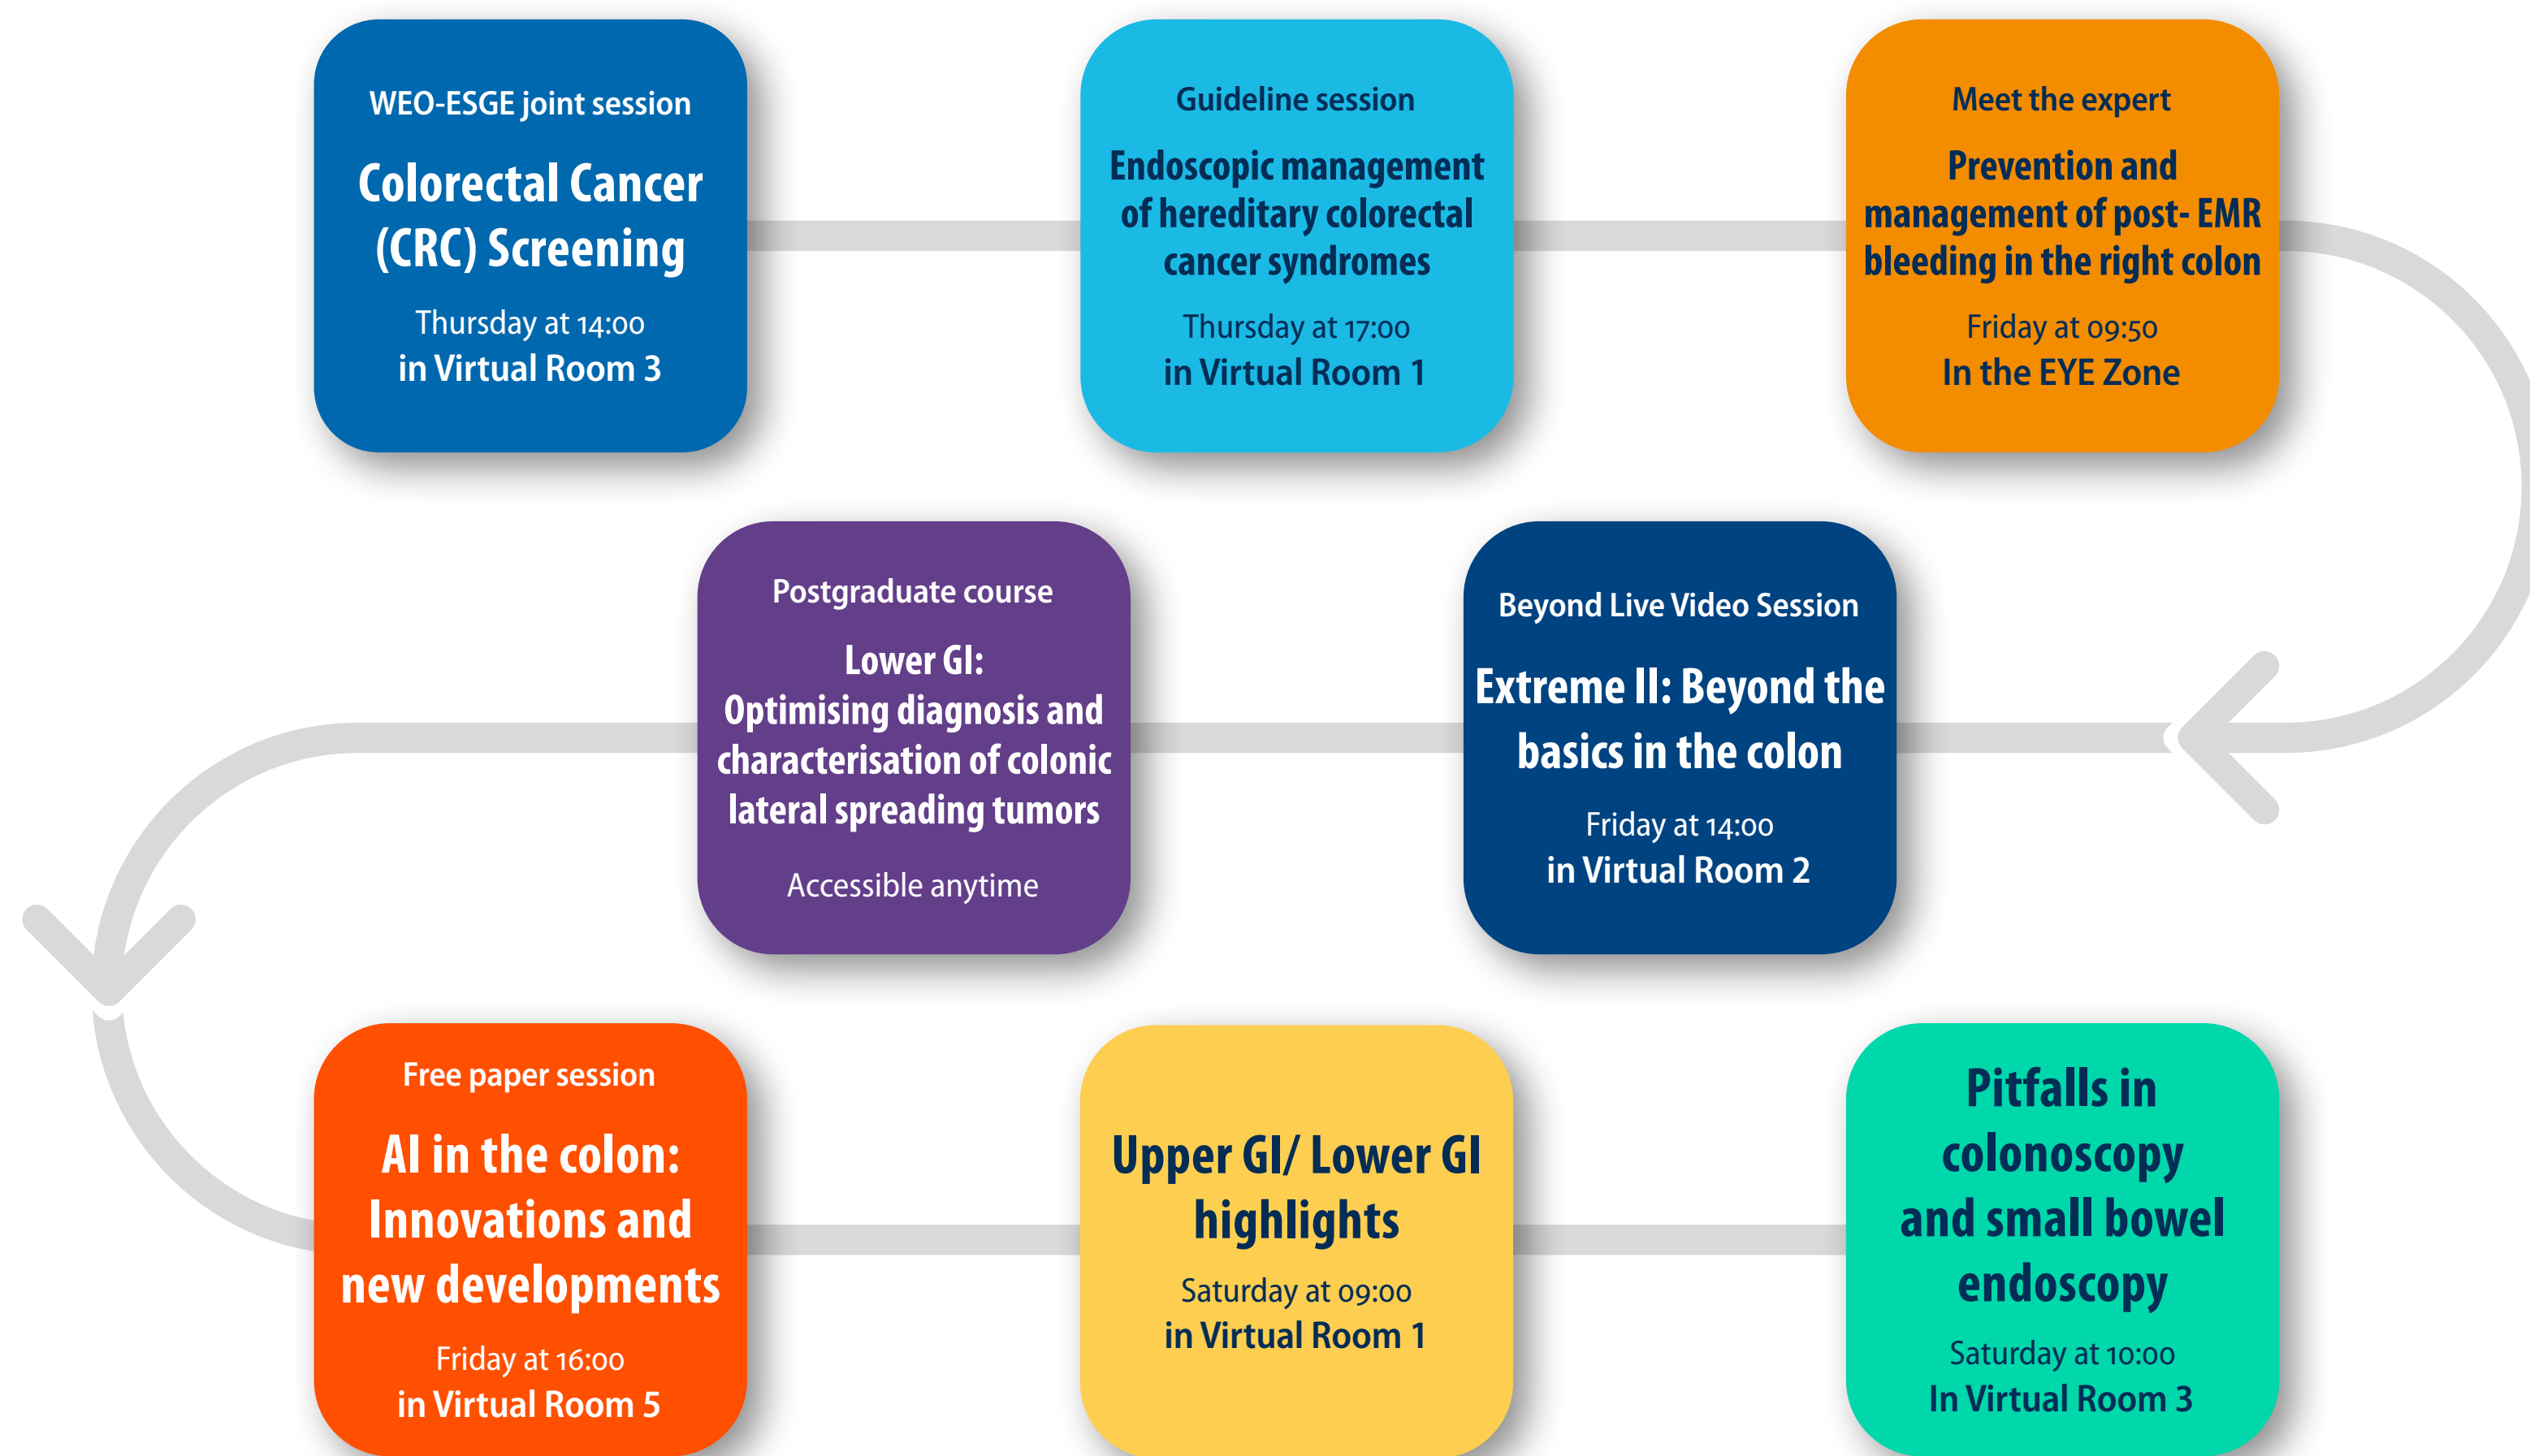 WEO-ESGE joint session
Colorectal Cancer
(CRC) Screening
Thursday at 14:00
in Virtual Room 3
Guideline session
Endoscopic management
of hereditary colorectal
cancer syndromes
Thursday at 17:00
in Virtual Room 1
Meet the expert
Prevention and
management of post- EMR
bleeding in the right colon
Friday at 09:50
In the EYE Zone
Beyond Live Video Session
Extreme II: Beyond the
basics in the colon
Friday at 14:00
in Virtual Room 2
Postgraduate course
Lower GI:
Optimising diagnosis and
characterisation of colonic
lateral spreading tumors
Accessible anytime
Free paper session
AI in the colon:
Innovations and
new developments
Friday at 16:00
in Virtual Room 5
Upper GI/ Lower GI
highlights
Saturday at 09:00
in Virtual Room 1
Pitfalls in
colonoscopy
and small bowel
endoscopy
Saturday at 10:00
In Virtual Room 3